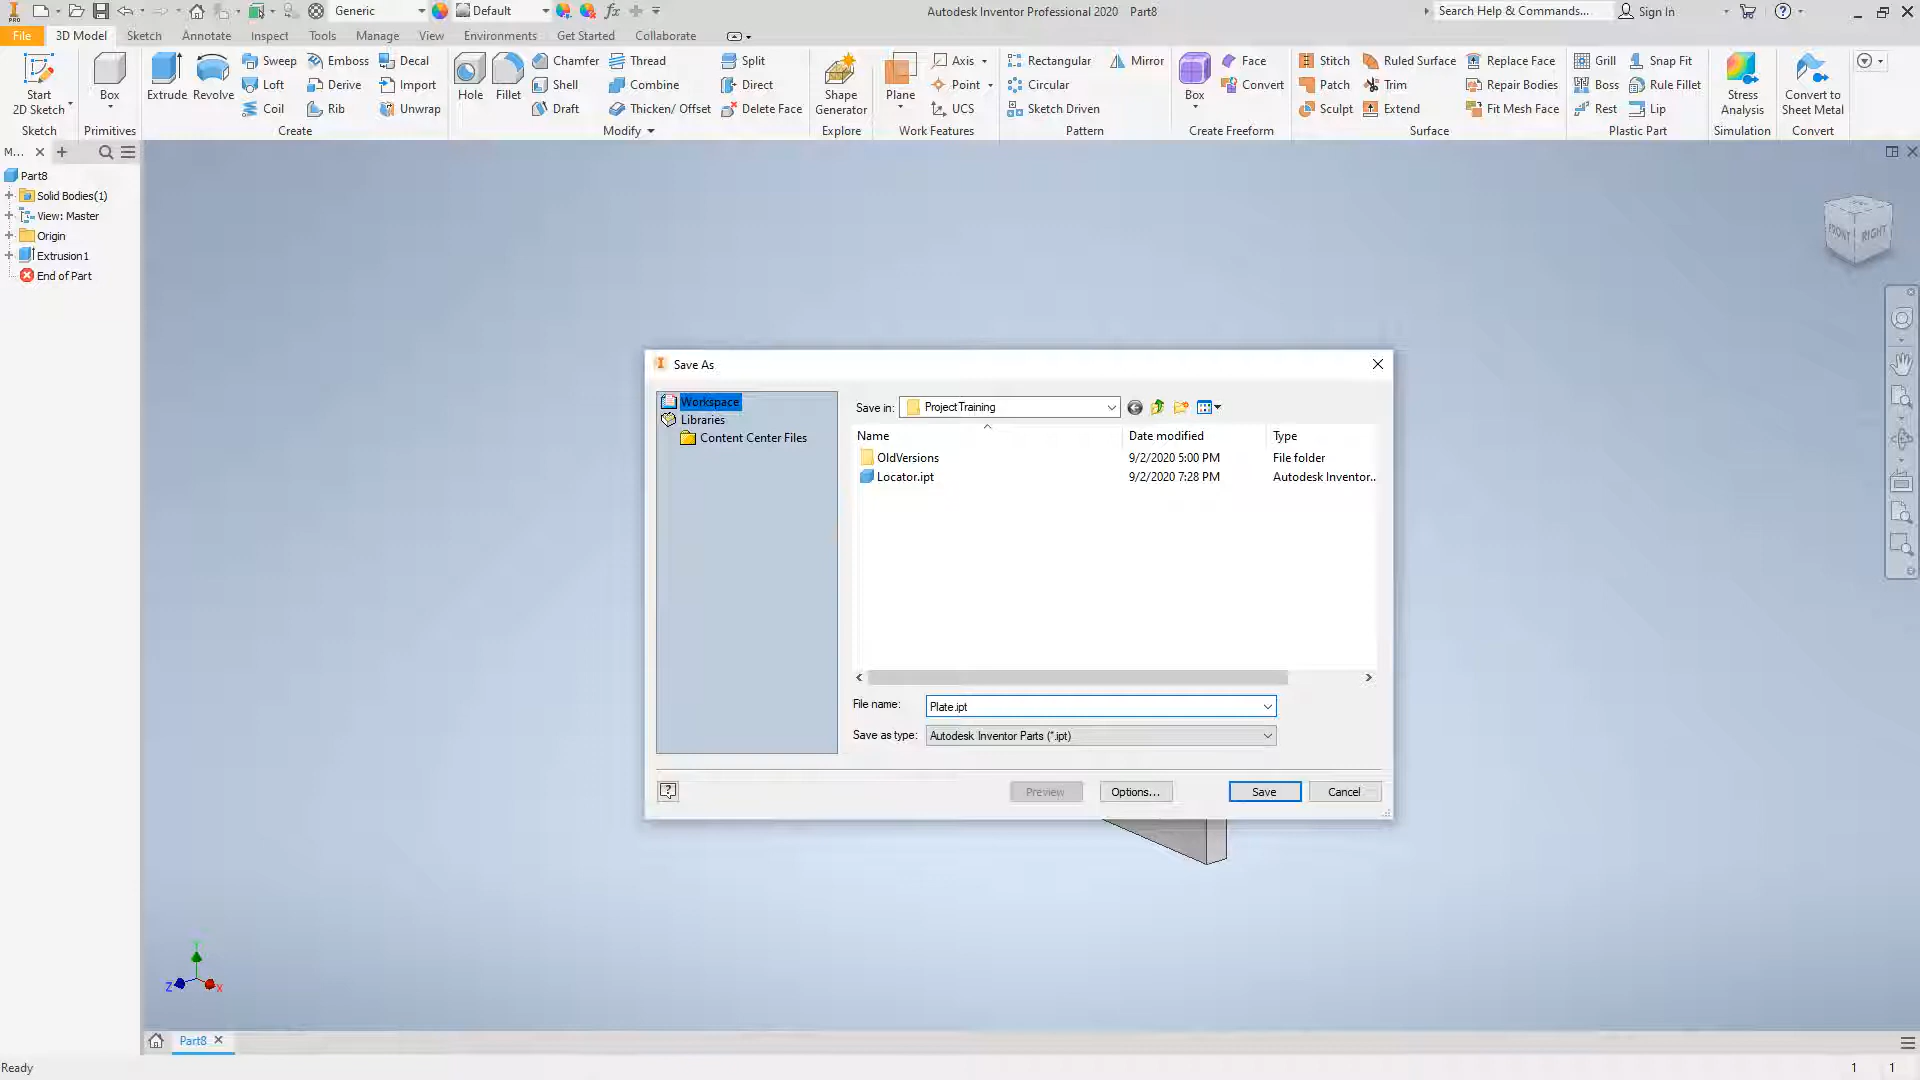 PRO
Generic
Default
fx
Autodesk Inventor Professional 2020 Part8
Search Help & Commands...
Sign In
File
3D Model
Sketch
Annotate
Inspect
Tools
Manage
View
Environments
Get Started
Collaborate
Start
2D Sketch
Sketch
Box
Primitives
Extrude
Revolve
Sweep
Loft
Coil
Emboss
Derive
Rib
Decal
Import
Unwrap
Create
Hole
Fillet
Chamfer
Shell
Draft
Thread
Combine
Thicken/ Offset
Split
Direct
Delete Face
Modify
Shape
Generator
Explore
Plane
Axis
Point
UCS
Work Features
Rectangular
Circular
Sketch Driven
Mirror
Pattern
Box
Face
Convert
Create Freeform
Stitch
Patch
Sculpt
Ruled Surface
Trim
Extend
Replace Face
Repair Bodies
Fit Mesh Face
Surface
Grill
Boss
Rest
Snap Fit
Rule Fillet
Lip
Plastic Part
Stress
Analysis
Simulation
Convert to
Sheet Metal
Convert
M...
Part8
Solid Bodies(1)
View: Master
Origin
Extrusion1
End of Part
FRONT
RIGHT
Save As
Workspace
Libraries
Content Center Files
Save in:
ProjectTraining
Name
Date modified
Type
OldVersions
9/2/2020 5:00 PM
File folder
Locator.ipt
9/2/2020 7:28 PM
Autodesk Inventor..
File name:
Plate.ipt
Save as type:
Autodesk Inventor Parts (*.ipt)
Preview
Options...
Save
Cancel
Y
Z
X
Part8
Ready
1
1